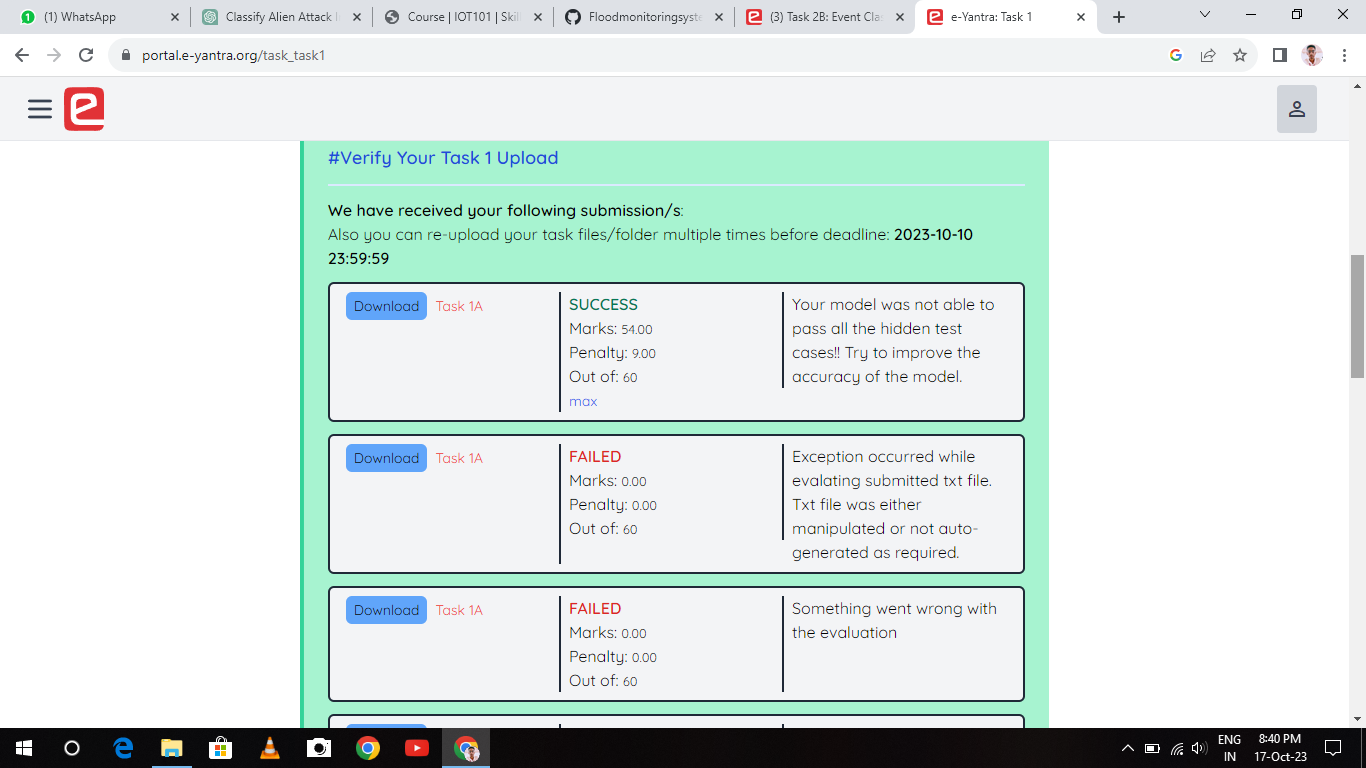 (1) WhatsApp
Classify Alien Attack I
Course | IOT101 | Skil
Floodmonitoringsyste
(3) Task 2B: Event Clas
e-Yantra: Task 1
portal.e-yantra.org/task_task1
#Verify Your Task 1 Upload
We have received your following submission/s:
Also you can re-upload your task files/folder multiple times before deadline: 2023-10-10
23:59:59
Download Task 1A
SUCCESS
Marks: 54.00
Penalty: 9.00
Out of: 60
max
Your model was not able to
pass all the hidden test
cases!! Try to improve the
accuracy of the model.
Download Task 1A
FAILED
Marks: 0.00
Penalty: 0.00
Out of: 60
Exception occurred while
evalating submitted txt file.
Txt file was either
manipulated or not auto-
generated as required.
Download Task 1A
FAILED
Marks: 0.00
Penalty: 0.00
Out of: 60
Something went wrong with
the evaluation
ENG
IN
8:40 PM
17-Oct-23